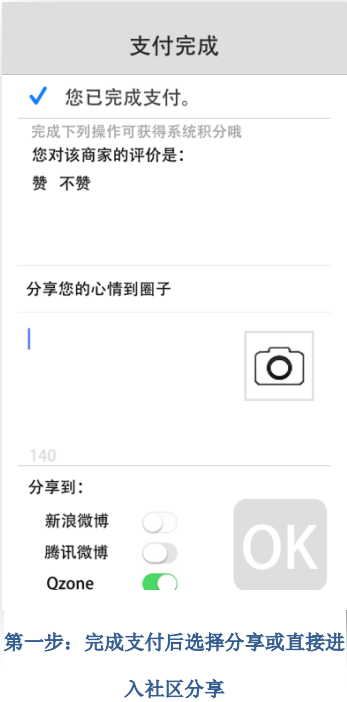 支付完成
您已完成支付。
完成下列操作可获得系统积分哦
您对该商家的评价是：
赞 不赞
分享您的心情到圈子
140
分享到：
新浪微博
腾讯微博
OK
Qzone
第一步：完成支付后选择分享或直接进
入社区分享